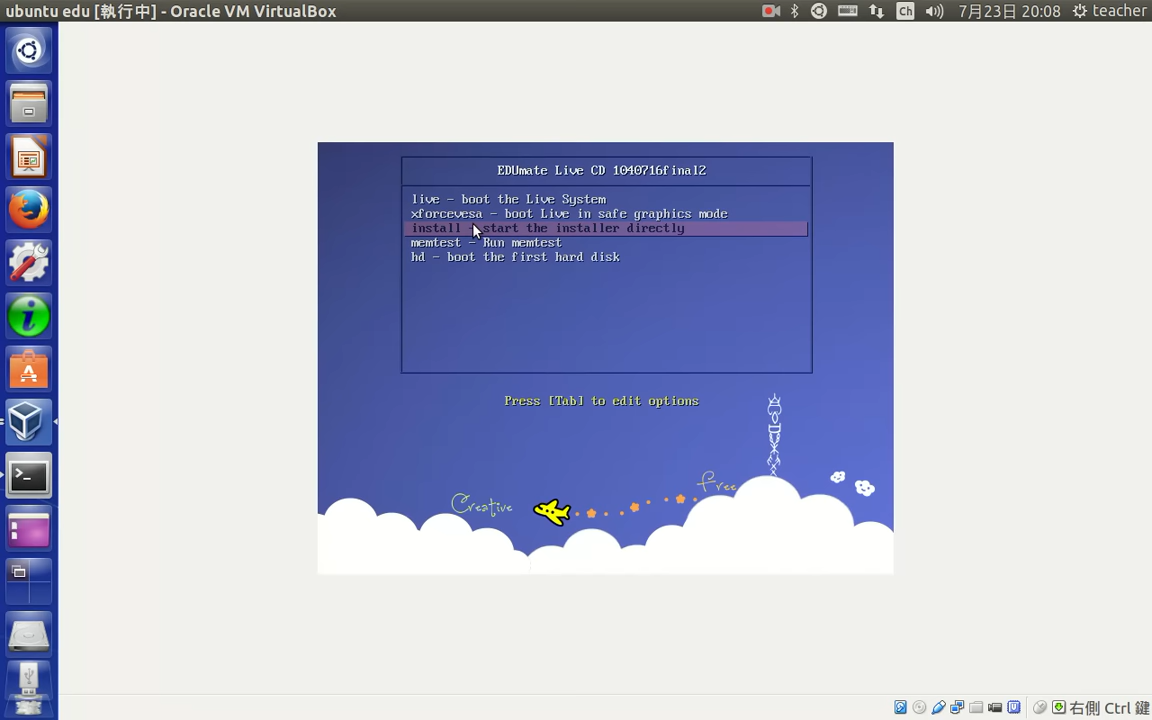 ubuntu edu [執行中] - Oracle VM VirtualBox
Ch
7月23日 20:08
teacher
EDUmate Live CD 1040716final2
live - boot the Live System
xforcevesa - boot Live in safe graphics mode
install - start the installer directly
memtest - Run memtest
hd - boot the first hard disk
Press [Tab] to edit options
Free
Creative
右側 Ctrl 鍵